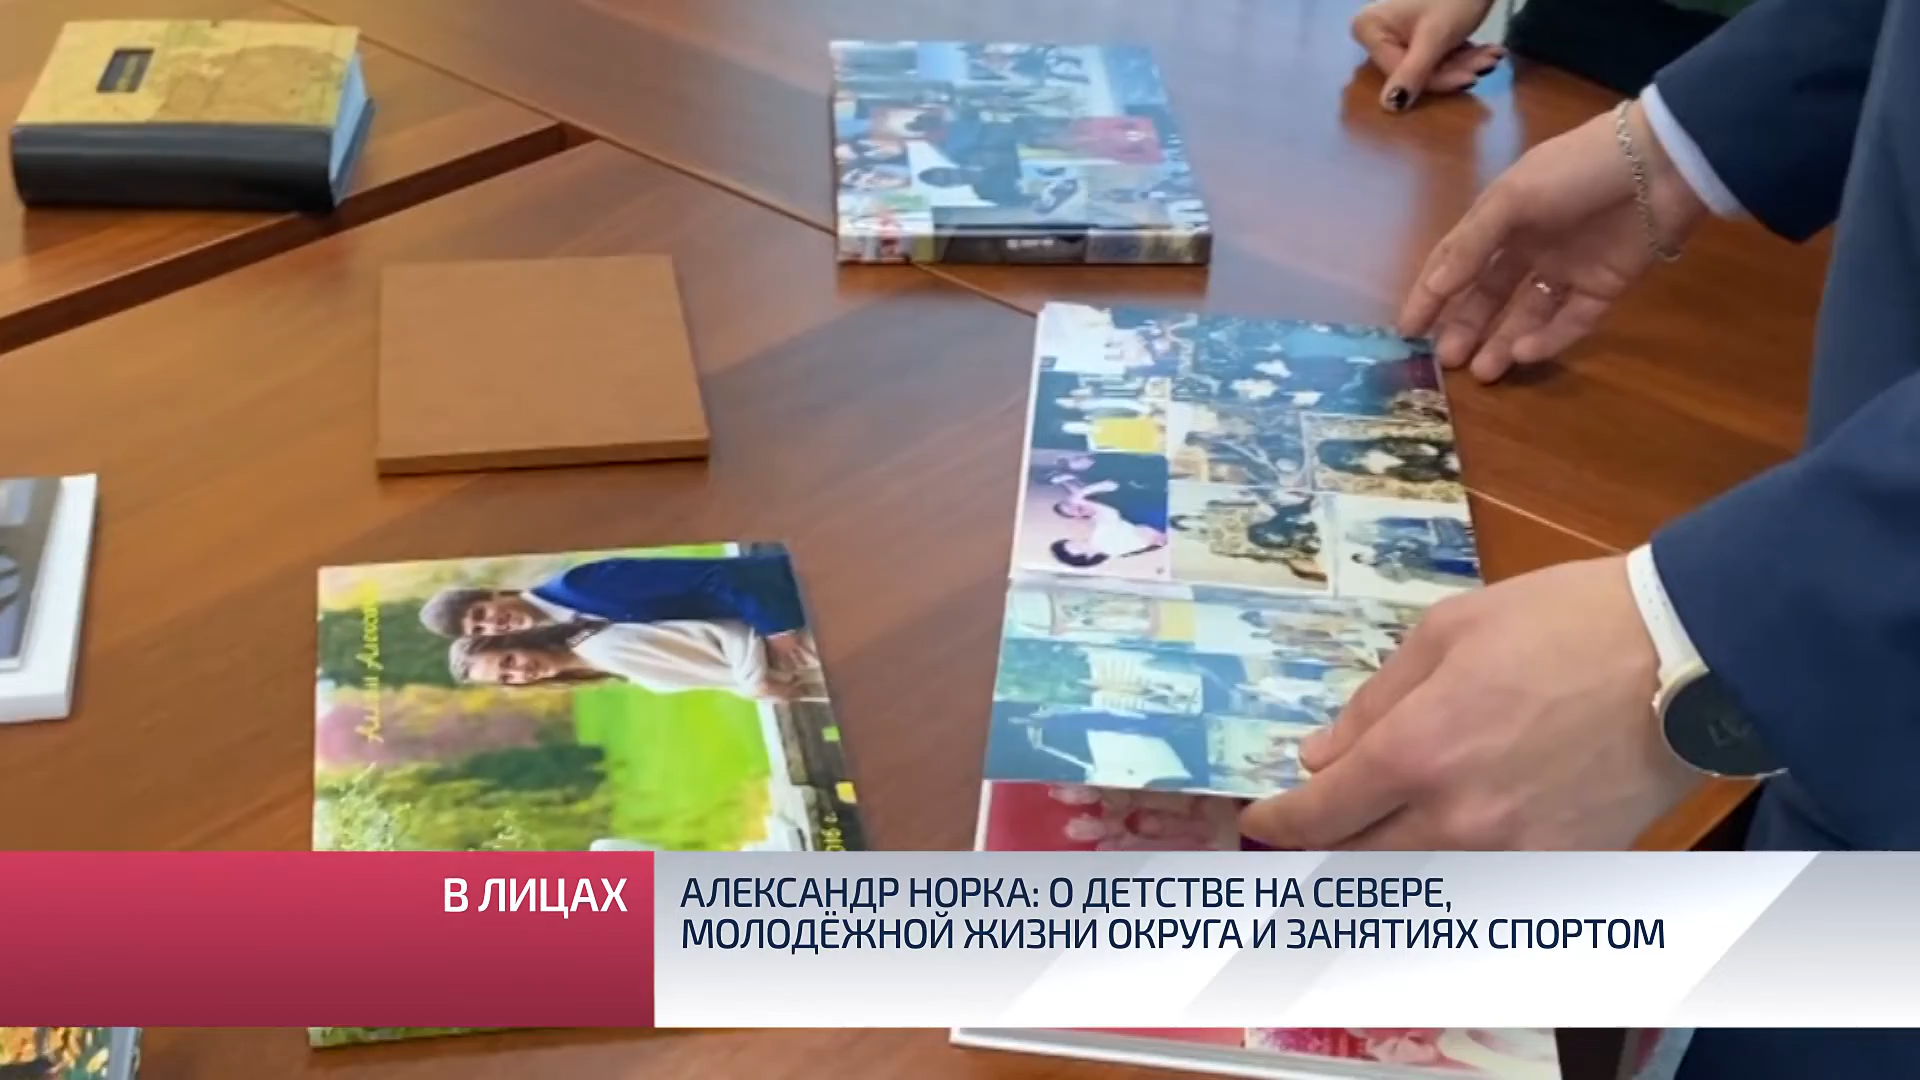 В ЛИЦАХ
АЛЕКСАНДР НОРКА: О ДЕТСТВЕ НА СЕВЕРЕ,
МОЛОДЁЖНОЙ ЖИЗНИ ОКРУГА И ЗАНЯТИЯХ СПОРТОМ